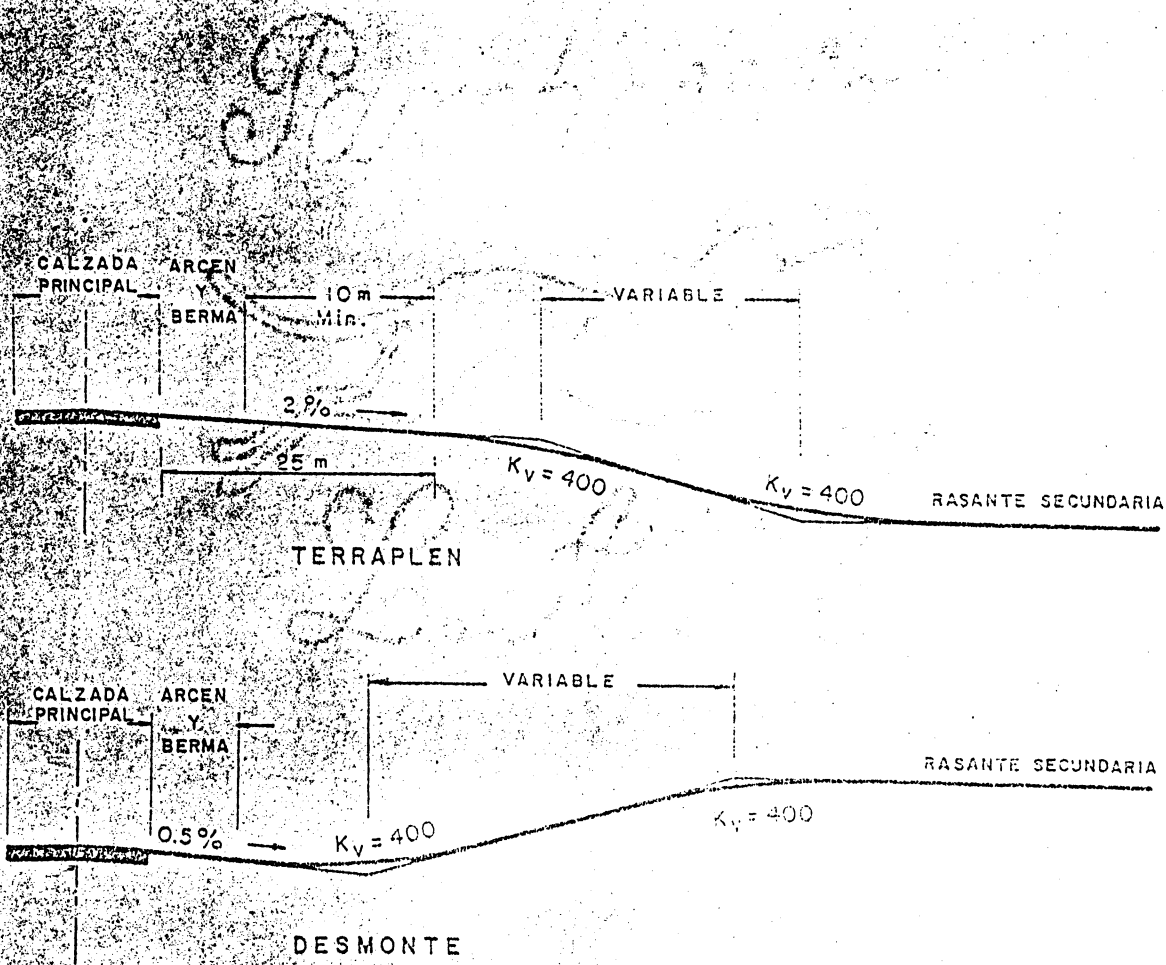 CALZADA
PRINCIPAL
ARCEN
Y
BERMA
10 m
Min.
VARIABLE
2 %
25 m
Kv = 400
Kv = 400
RASANTE SECUNDARIA
TERRAPLEN
CALZADA
PRINCIPAL
ARCEN
Y
BERMA
VARIABLE
RASANTE SECUNDARIA
0.5 %
Kv = 400
Kv = 400
DESMONTE